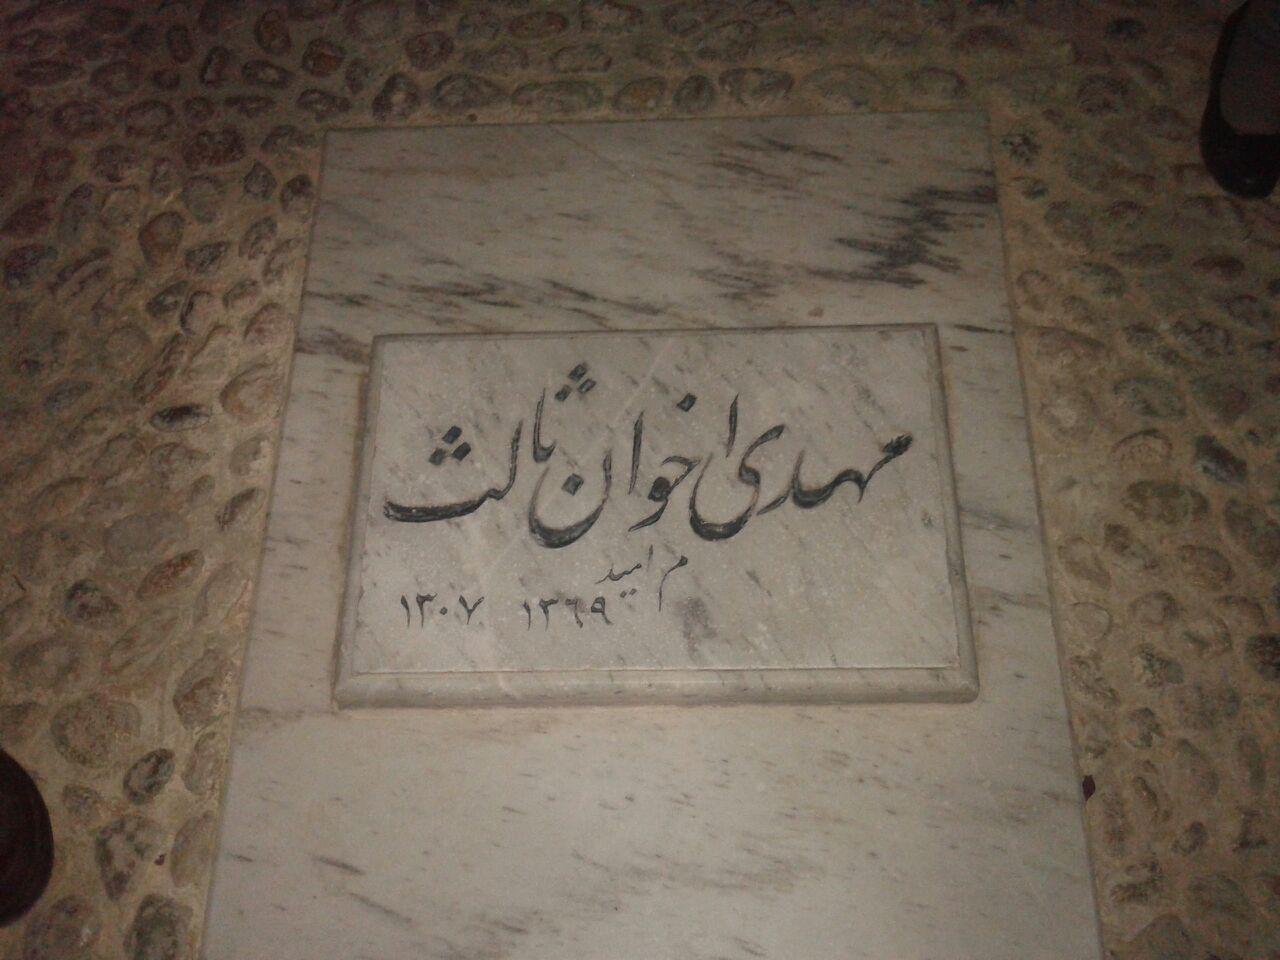 مهدی اخوان ثالث
م امید
۱۳۰۷ ۱۳۶۹